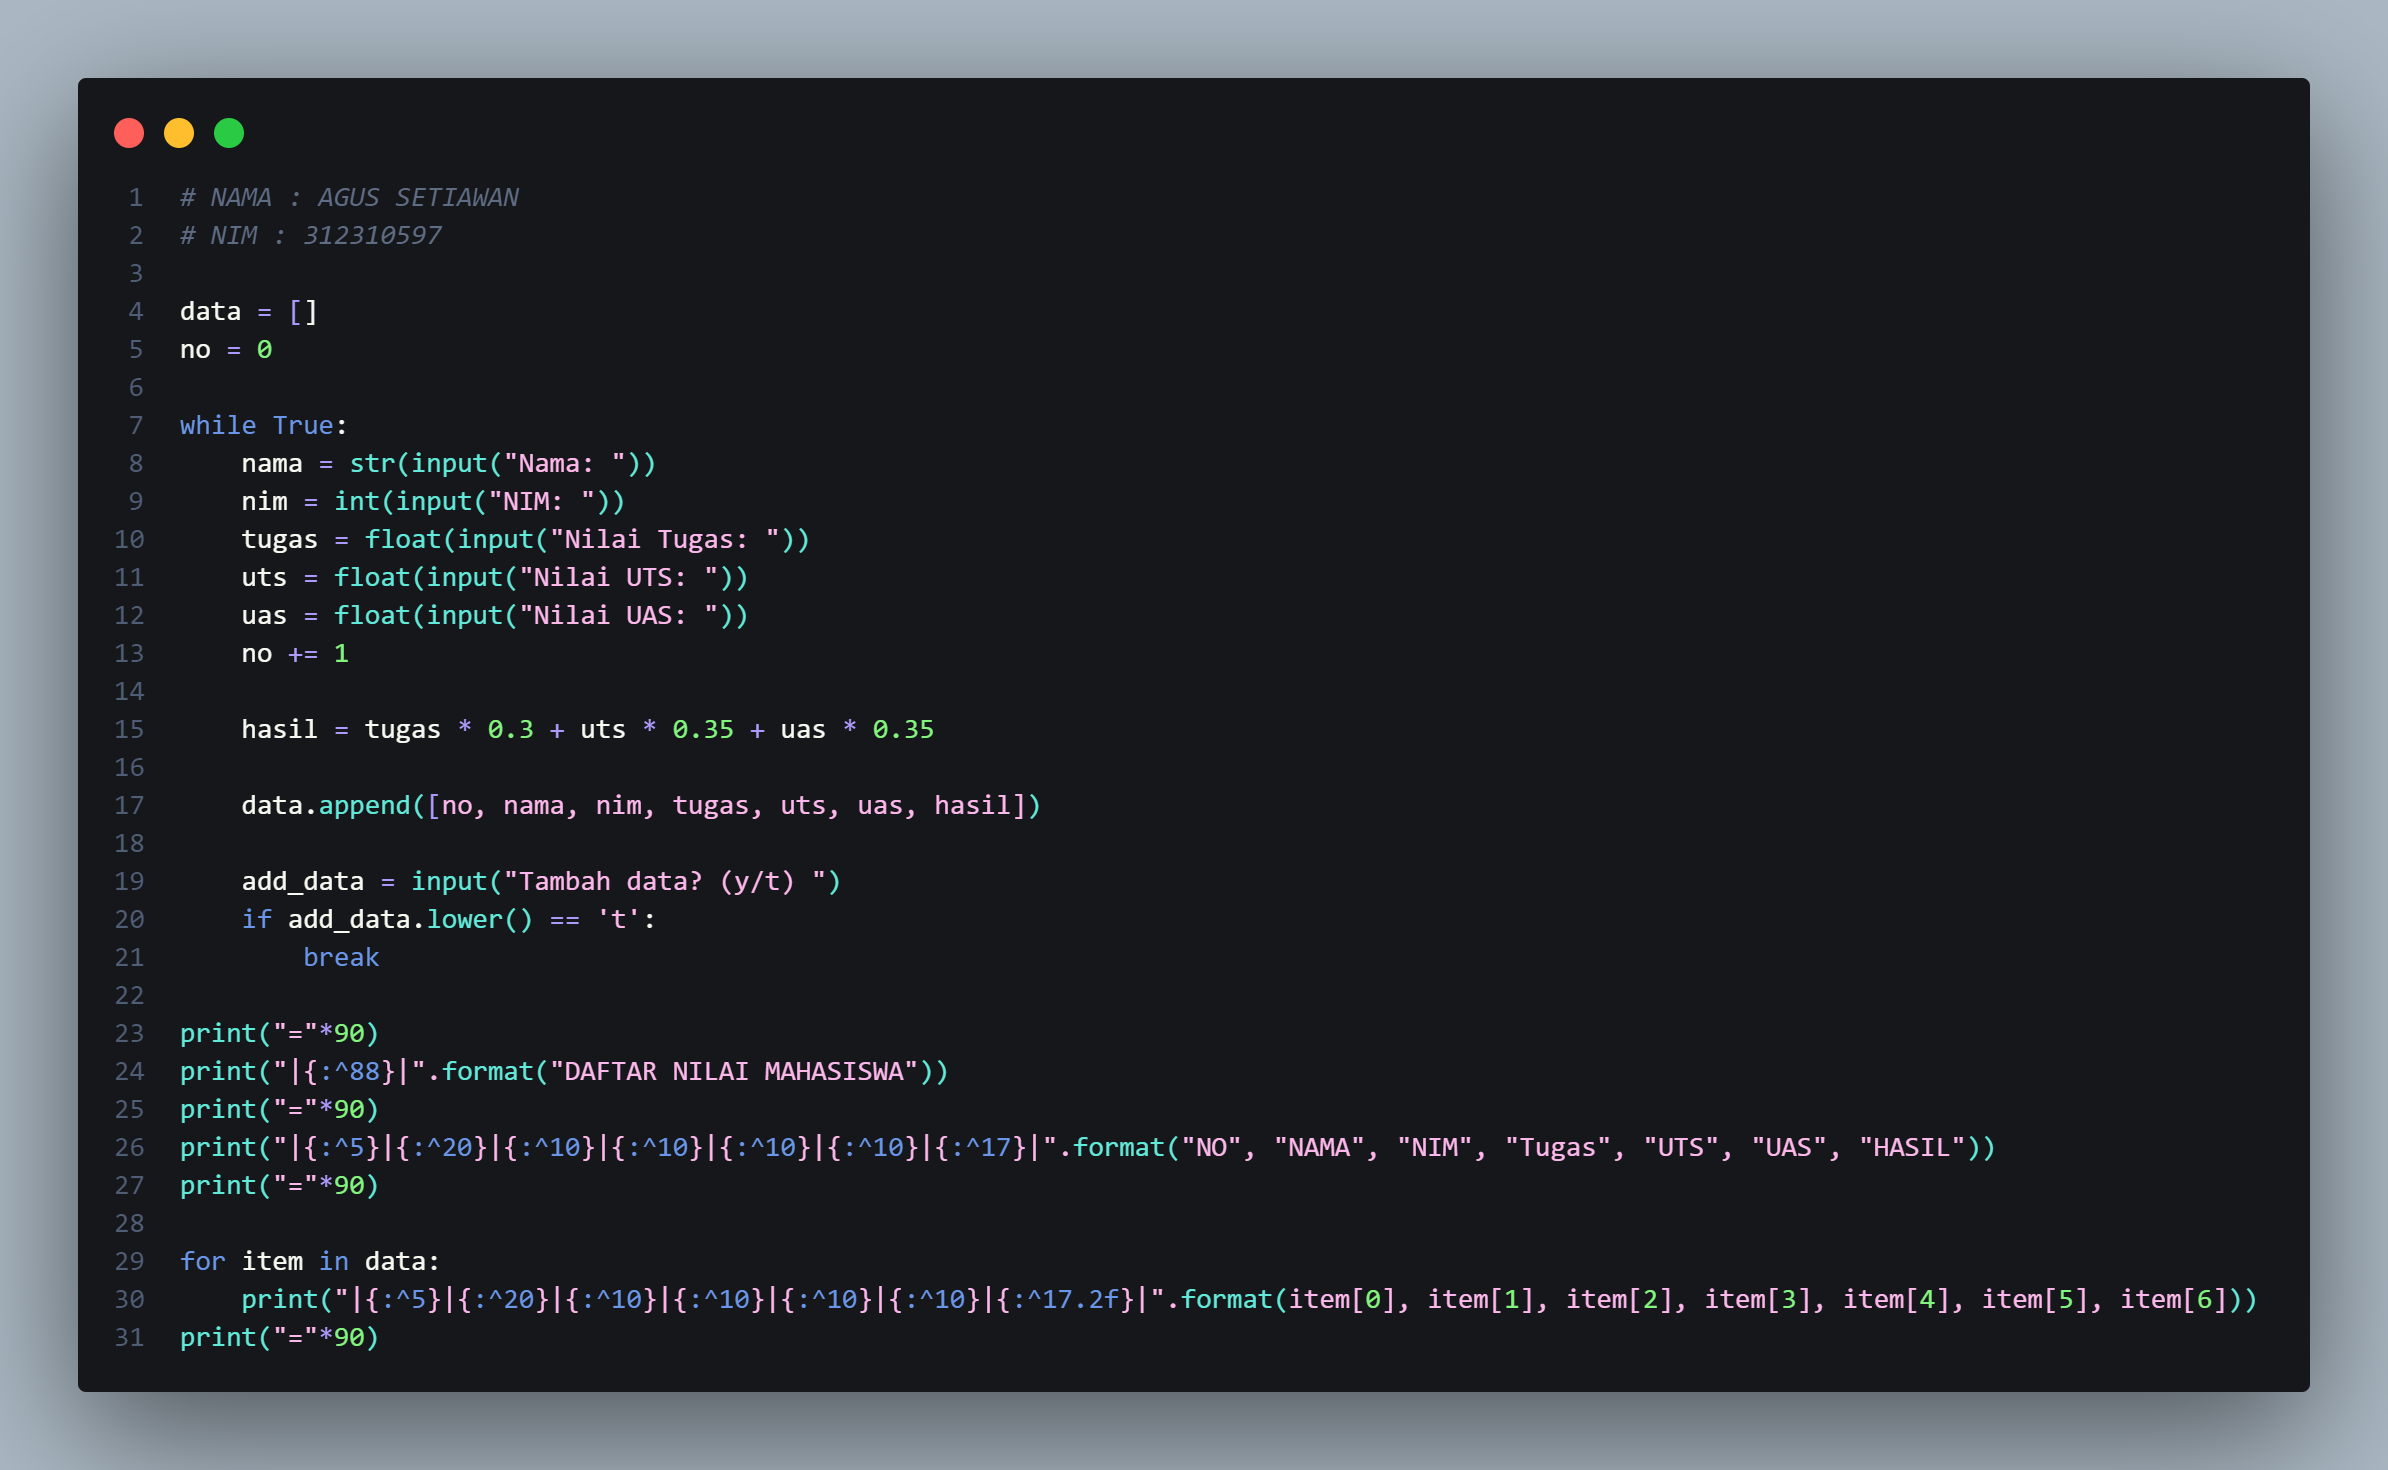 1 # NAMA : AGUS SETIAWAN
2 # NIM : 312310597
3
4 data = []
5 no = 0
6
7 while True:
8     nama = str(input("Nama: "))
9     nim = int(input("NIM: "))
10     tugas = float(input("Nilai Tugas: "))
11     uts = float(input("Nilai UTS: "))
12     uas = float(input("Nilai UAS: "))
13     no += 1
14
15     hasil = tugas * 0.3 + uts * 0.35 + uas * 0.35
16
17     data.append([no, nama, nim, tugas, uts, uas, hasil])
18
19     add_data = input("Tambah data? (y/t) ")
20     if add_data.lower() == 't':
21         break
22
23 print("="*90)
24 print("|{:^88}|".format("DAFTAR NILAI MAHASISWA"))
25 print("="*90)
26 print("|{:^5}|{:^20}|{:^10}|{:^10}|{:^10}|{:^10}|{:^17}|".format("NO", "NAMA", "NIM", "Tugas", "UTS", "UAS", "HASIL"))
27 print("="*90)
28
29 for item in data:
30     print("|{:^5}|{:^20}|{:^10}|{:^10}|{:^10}|{:^10}|{:^17.2f}|".format(item[0], item[1], item[2], item[3], item[4], item[5], item[6]))
31 print("="*90)